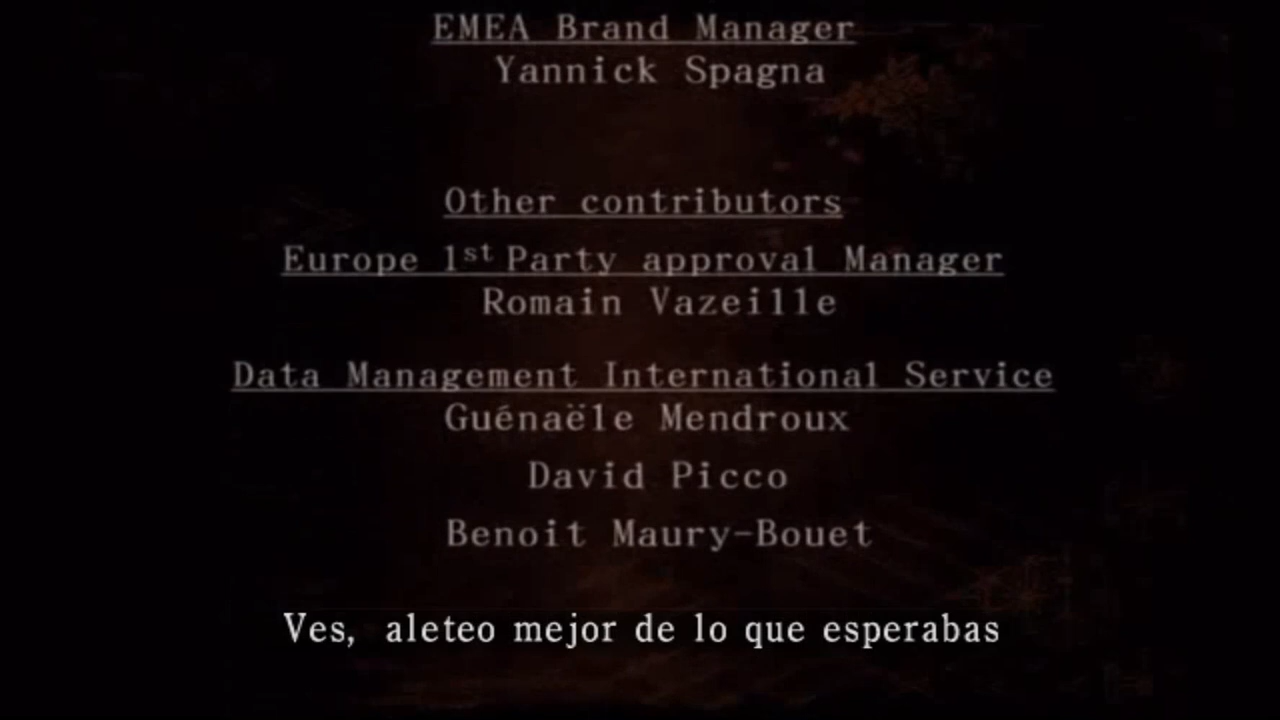 EMEA Brand Manager
Yannick Spagna
Other contributors
Europe 1st Party approval Manager
Romain Vazeille
Data Management International Service
Guénaële Mendroux
David Picco
Benoit Maury-Bouet
Ves, aleteo mejor de lo que esperabas